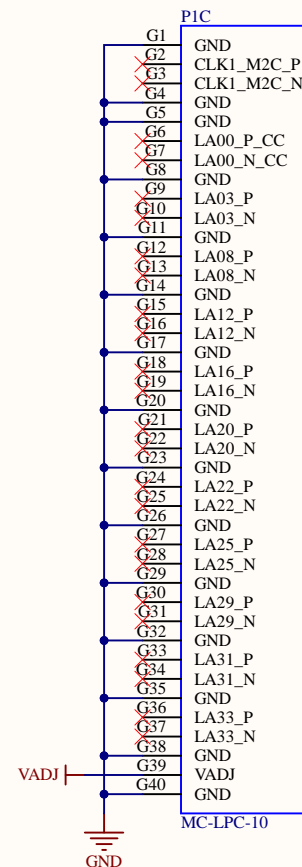 P1C
G1 GND
G2 CLK1_M2C_P
G3 CLK1_M2C_N
G4 GND
G5 GND
G6 LA00_P_CC
G7 LA00_N_CC
G8 GND
G9 LA03_P
G10 LA03_N
G11 GND
G12 LA08_P
G13 LA08_N
G14 GND
G15 LA12_P
G16 LA12_N
G17 GND
G18 LA16_P
G19 LA16_N
G20 GND
G21 LA20_P
G22 LA20_N
G23 GND
G24 LA22_P
G25 LA22_N
G26 GND
G27 LA25_P
G28 LA25_N
G29 GND
G30 LA29_P
G31 LA29_N
G32 GND
G33 LA31_P
G34 LA31_N
G35 GND
G36 LA33_P
G37 LA33_N
G38 GND
VADJ G39 VADJ
G40 GND
MC-LPC-10
GND